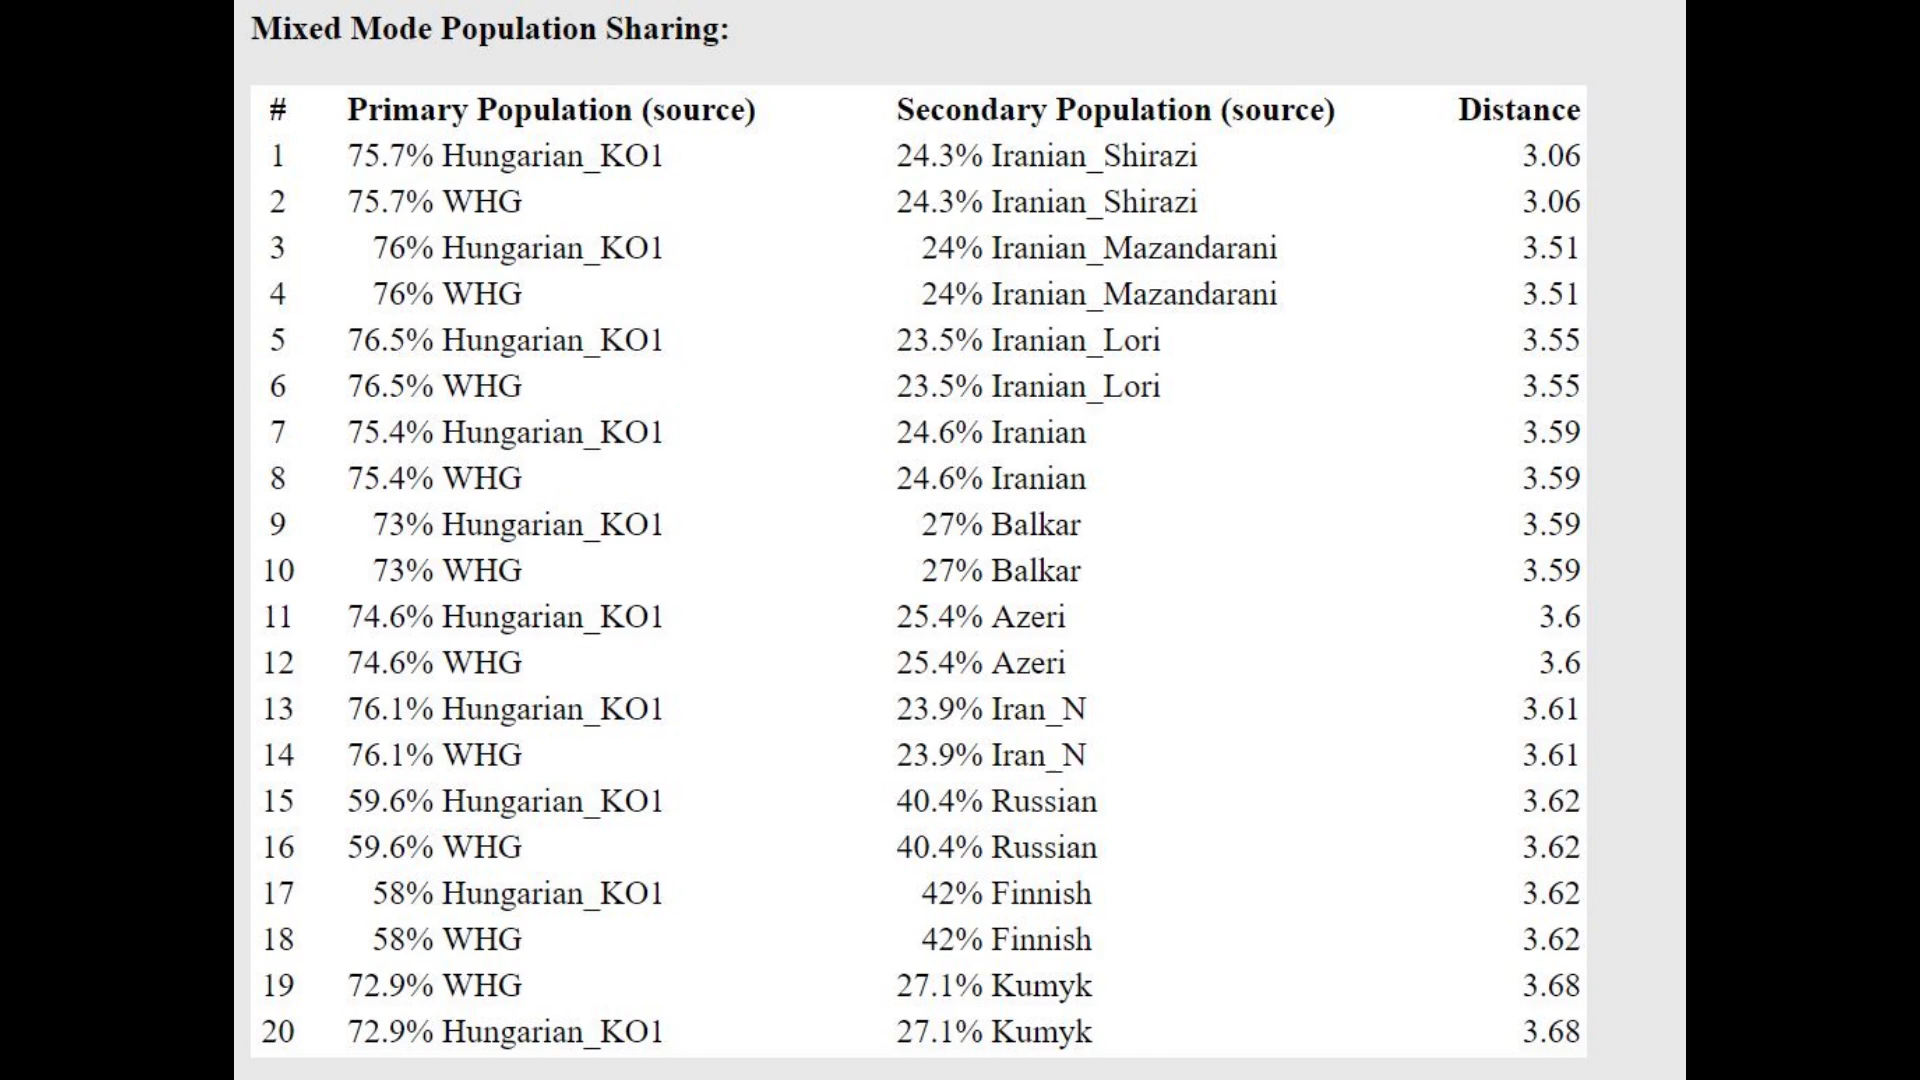 Mixed Mode Population Sharing:
# Primary Population (source) Secondary Population (source) Distance
1 75.7% Hungarian_KO1 24.3% Iranian_Shirazi 3.06
2 75.7% WHG 24.3% Iranian_Shirazi 3.06
3 76% Hungarian_KO1 24% Iranian_Mazandarani 3.51
4 76% WHG 24% Iranian_Mazandarani 3.51
5 76.5% Hungarian_KO1 23.5% Iranian_Lori 3.55
6 76.5% WHG 23.5% Iranian_Lori 3.55
7 75.4% Hungarian_KO1 24.6% Iranian 3.59
8 75.4% WHG 24.6% Iranian 3.59
9 73% Hungarian_KO1 27% Balkar 3.59
10 73% WHG 27% Balkar 3.59
11 74.6% Hungarian_KO1 25.4% Azeri 3.6
12 74.6% WHG 25.4% Azeri 3.6
13 76.1% Hungarian_KO1 23.9% Iran_N 3.61
14 76.1% WHG 23.9% Iran_N 3.61
15 59.6% Hungarian_KO1 40.4% Russian 3.62
16 59.6% WHG 40.4% Russian 3.62
17 58% Hungarian_KO1 42% Finnish 3.62
18 58% WHG 42% Finnish 3.62
19 72.9% WHG 27.1% Kumyk 3.68
20 72.9% Hungarian_KO1 27.1% Kumyk 3.68